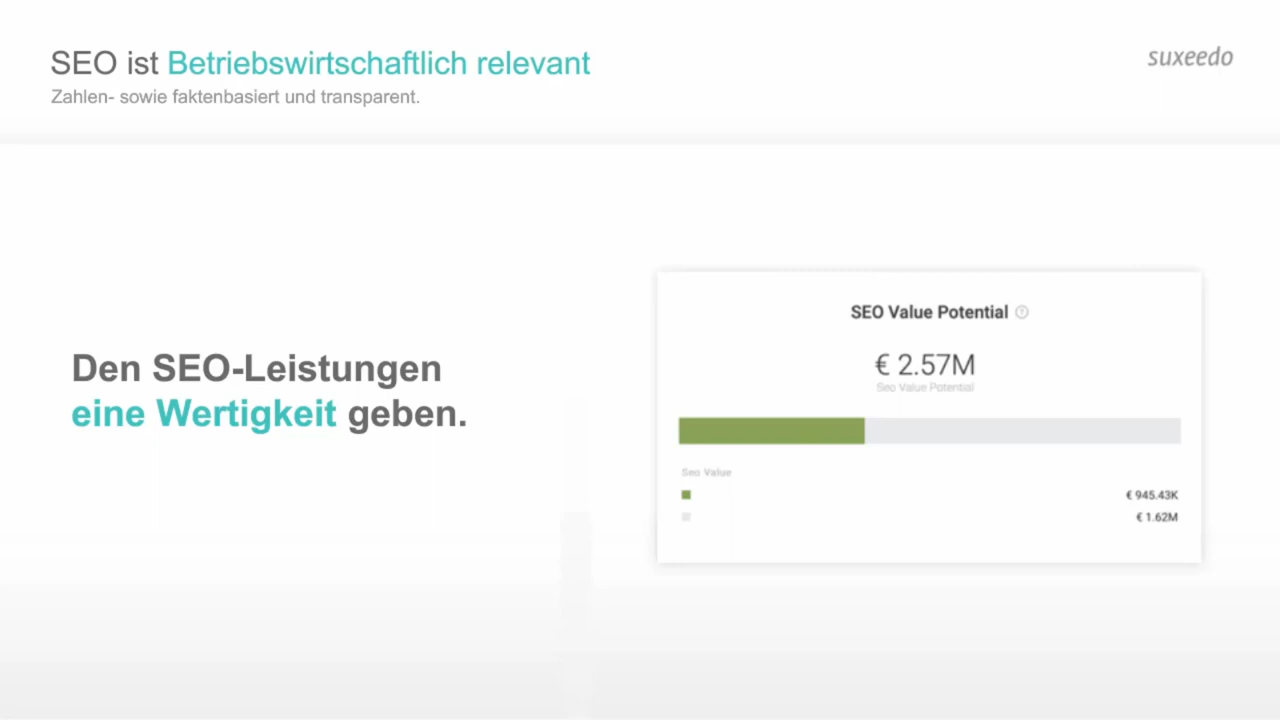 SEO ist Betriebswirtschaftlich relevant
Zahlen- sowie faktenbasiert und transparent.
suxeedo
Den SEO-Leistungen
eine Wertigkeit geben.
SEO Value Potential ?
€ 2.57M
Seo Value Potential
Seo Value
€ 945.43K
€ 1.62M